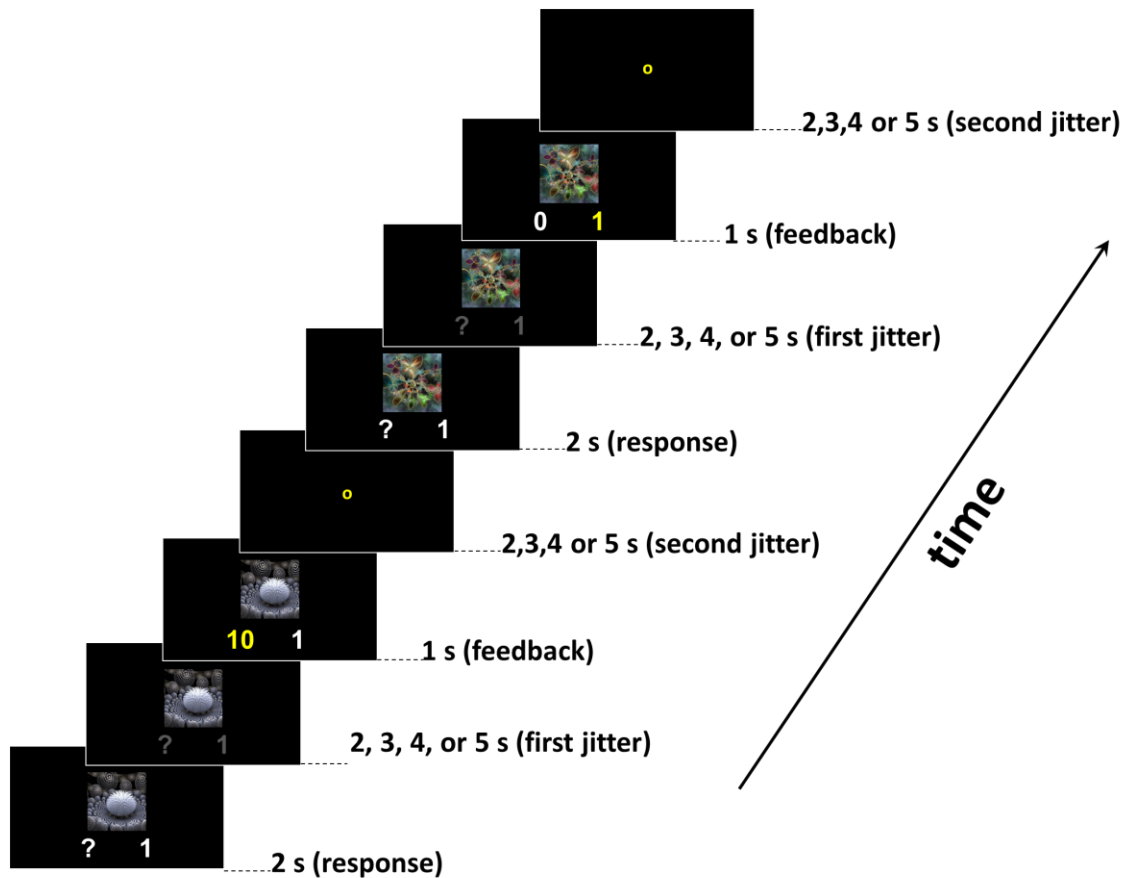 o
2,3,4 or 5 s (second jitter)
0 1
1 s (feedback)
? 1
2, 3, 4, or 5 s (first jitter)
? 1
2 s (response)
o
2,3,4 or 5 s (second jitter)
10 1
1 s (feedback)
? 1
2, 3, 4, or 5 s (first jitter)
? 1
2 s (response)
time